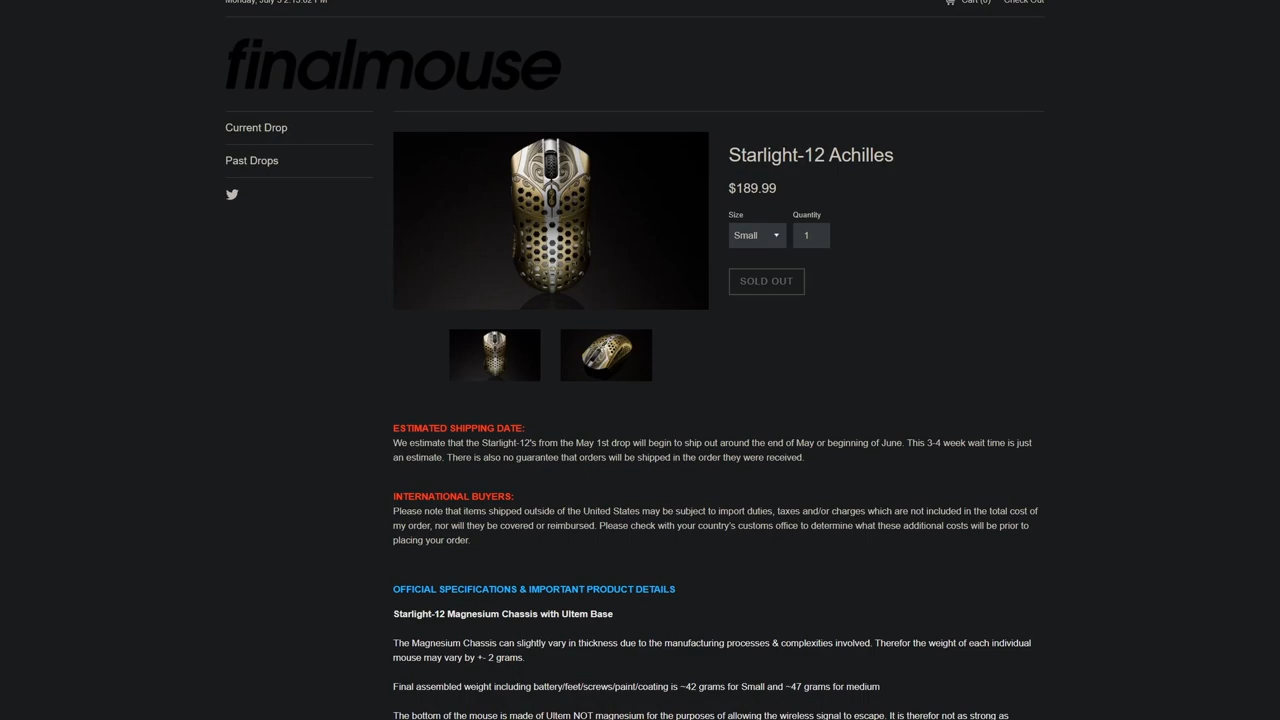 Monday, July 5 2:13:02 PM
Cart (0)
Check Out
finalmouse
Current Drop
Past Drops
Starlight-12 Achilles
$189.99
Size
Quantity
Small
1
SOLD OUT
ESTIMATED SHIPPING DATE:
We estimate that the Starlight-12's from the May 1st drop will begin to ship out around the end of May or beginning of June. This 3-4 week wait time is just
an estimate. There is also no guarantee that orders will be shipped in the order they were received.
INTERNATIONAL BUYERS:
Please note that items shipped outside of the United States may be subject to import duties, taxes and/or charges which are not included in the total cost of
my order, nor will they be covered or reimbursed. Please check with your country's customs office to determine what these additional costs will be prior to
placing your order.
OFFICIAL SPECIFICATIONS & IMPORTANT PRODUCT DETAILS
Starlight-12 Magnesium Chassis with Ultem Base
The Magnesium Chassis can slightly vary in thickness due to the manufacturing processes & complexities involved. Therefor the weight of each individual
mouse may vary by +- 2 grams.
Final assembled weight including battery/feet/screws/paint/coating is ~42 grams for Small and ~47 grams for medium
The bottom of the mouse is made of Ultem NOT magnesium for the purposes of allowing the wireless signal to escape. It is therefor not as strong as